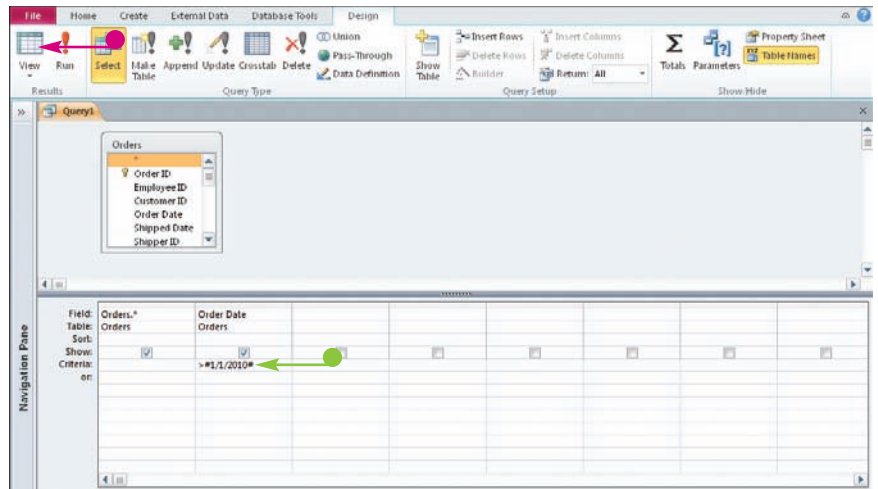 File Home Create External Data Database Tools Design
View Run Select Make Table Append Update Crosstab Delete
Union
Pass-Through
Data Definition
Show Table
Insert Rows
Delete Rows
Builder
Insert Columns
Delete Columns
Return: All
Totals Parameters
Property Sheet
Table Names
Results Query Type Query Setup Show/Hide
Query1
Orders
*
Order ID
Employee ID
Customer ID
Order Date
Shipped Date
Shipper ID
Navigation Pane
Field: Orders.* Order Date
Table: Orders Orders
Sort:
Show:
Criteria: >#1/1/2010#
or: